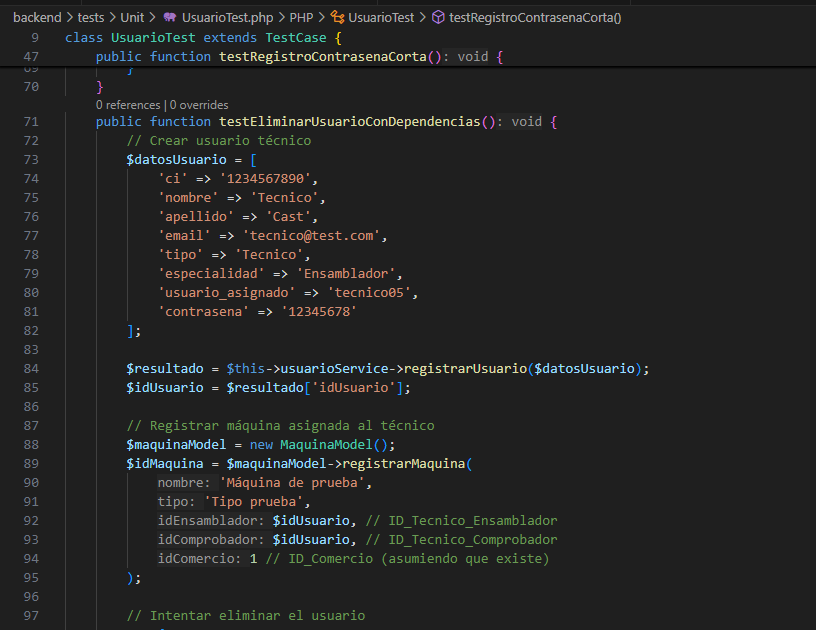 backend > tests > Unit > UsuarioTest.php > PHP > UsuarioTest > testRegistroContrasenaCorta()
9 class UsuarioTest extends TestCase {
47 public function testRegistroContrasenaCorta(): void {
69 }
70 }
0 references | 0 overrides
71 public function testEliminarUsuarioConDependencias(): void {
72 // Crear usuario técnico
73 $datosUsuario = [
74 'ci' => '1234567890',
75 'nombre' => 'Tecnico',
76 'apellido' => 'Cast',
77 'email' => 'tecnico@test.com',
78 'tipo' => 'Tecnico',
79 'especialidad' => 'Ensamblador',
80 'usuario_asignado' => 'tecnico05',
81 'contrasena' => '12345678'
82 ];
83
84 $resultado = $this->usuarioService->registrarUsuario($datosUsuario);
85 $idUsuario = $resultado['idUsuario'];
86
87 // Registrar máquina asignada al técnico
88 $maquinaModel = new MaquinaModel();
89 $idMaquina = $maquinaModel->registrarMaquina(
90 nombre: 'Máquina de prueba',
91 tipo: 'Tipo prueba',
92 idEnsamblador: $idUsuario, // ID_Tecnico_Ensamblador
93 idComprobador: $idUsuario, // ID_Tecnico_Comprobador
94 idComercio: 1 // ID_Comercio (asumiendo que existe)
95 );
96
97 // Intentar eliminar el usuario